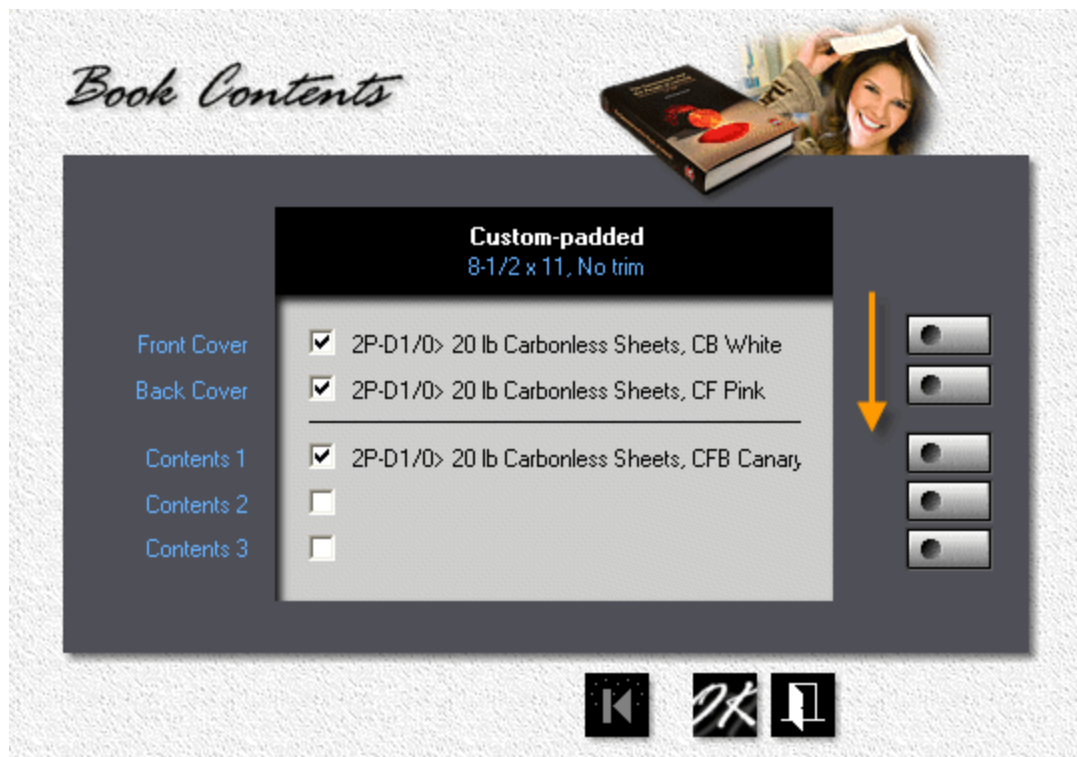 Book Contents
Custom-padded
8-1/2 x 11, No trim
Front Cover 2P-D1/0> 20 lb Carbonless Sheets, CB White
Back Cover 2P-D1/0> 20 lb Carbonless Sheets, CF Pink
Contents 1 2P-D1/0> 20 lb Carbonless Sheets, CFB Canary
Contents 2
Contents 3
OK